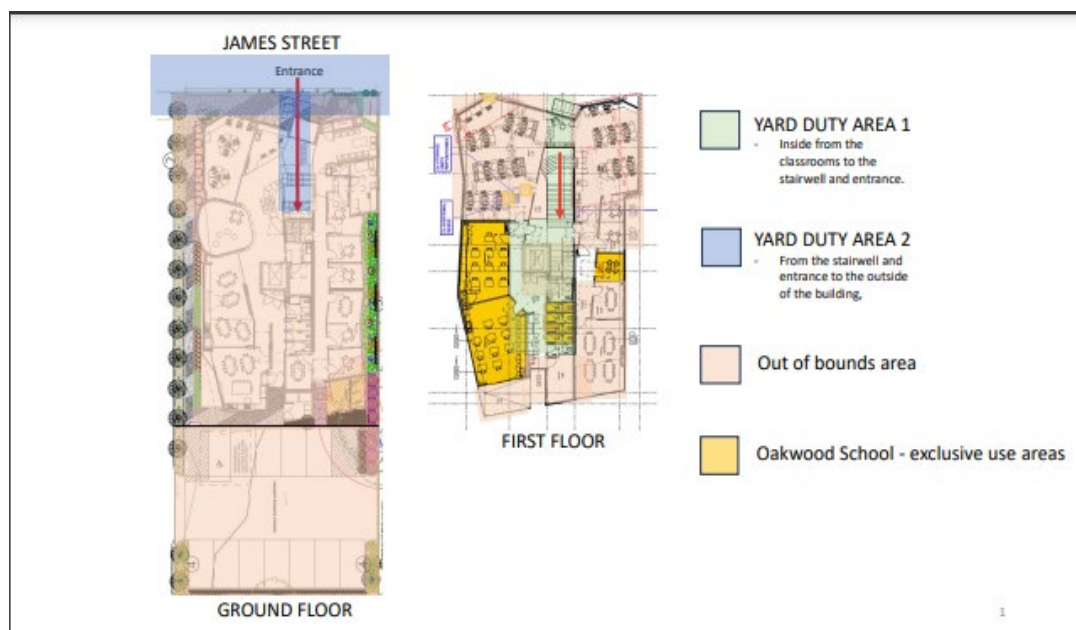 JAMES STREET
Entrance
YARD DUTY AREA 1
- Inside from the
classrooms to the
stairwell and entrance.
YARD DUTY AREA 2
- From the stairwell and
entrance to the outside
of the building,
Out of bounds area
FIRST FLOOR
Oakwood School - exclusive use areas
GROUND FLOOR
1